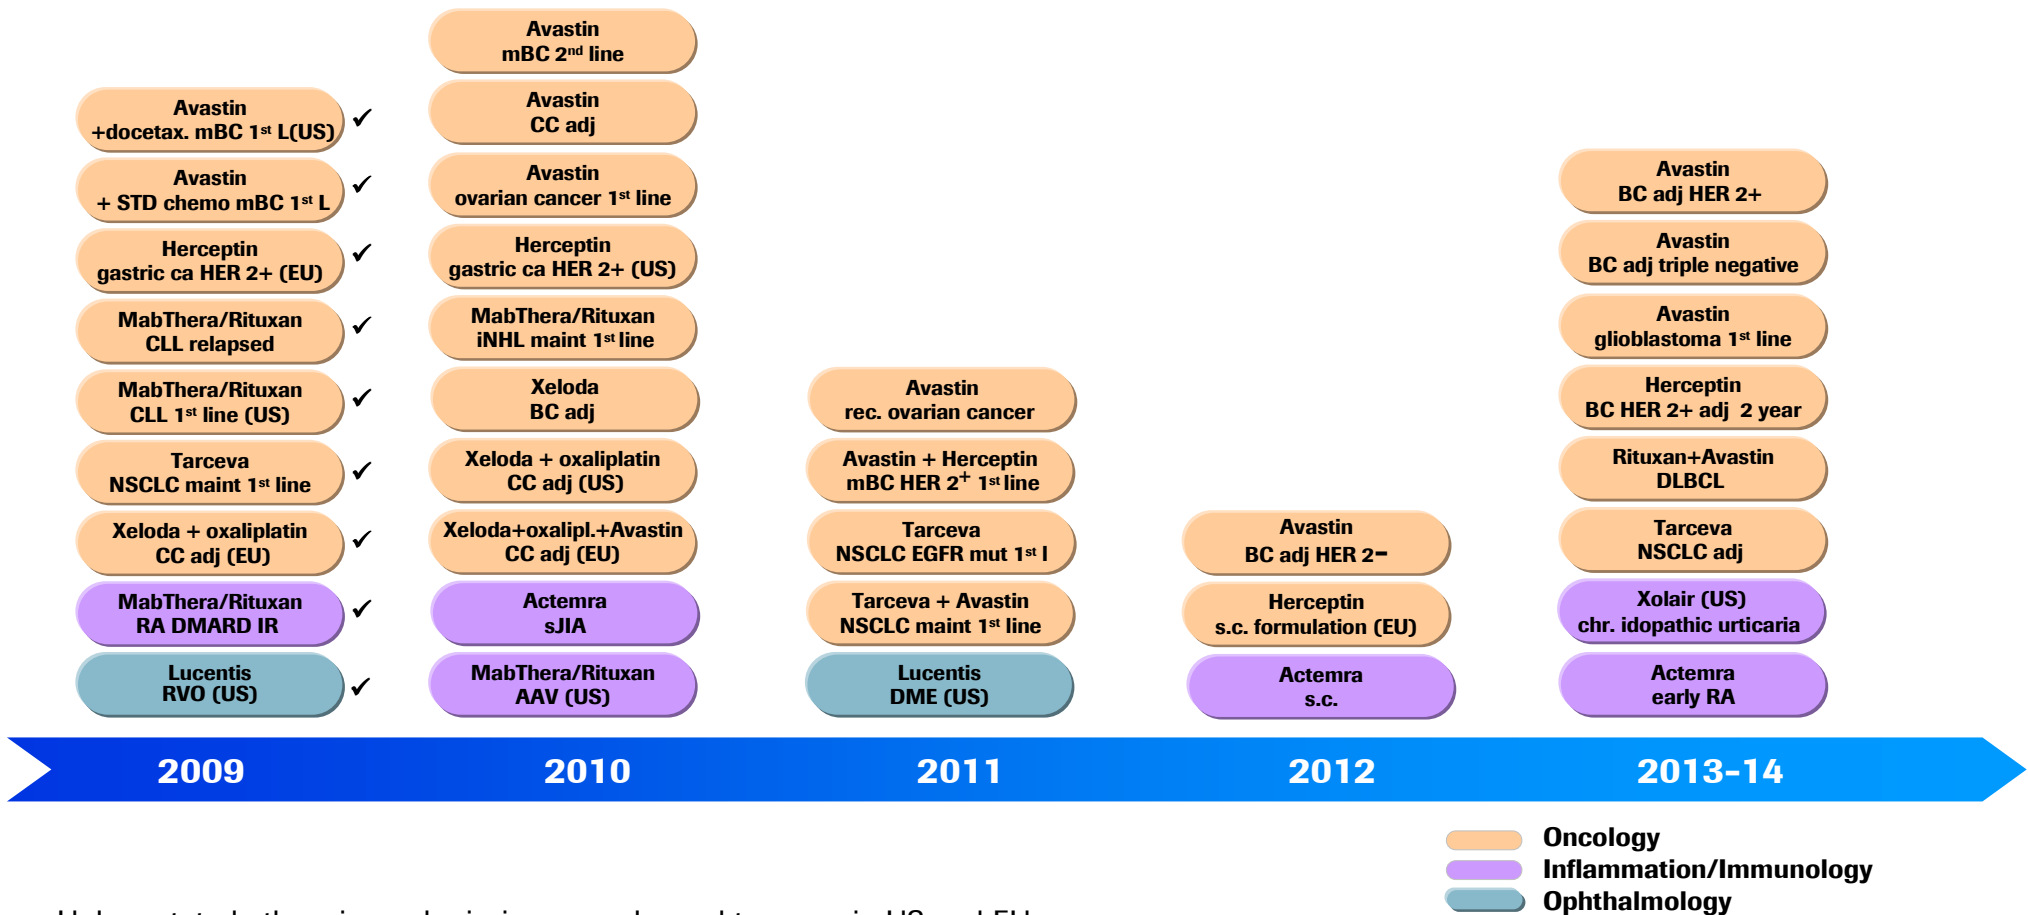 Avastin
+docetax. mBC 1st L(US)
✓
Avastin
+ STD chemo mBC 1st L
✓
Herceptin
gastric ca HER 2+ (EU)
✓
MabThera/Rituxan
CLL relapsed
✓
MabThera/Rituxan
CLL 1st line (US)
✓
Tarceva
NSCLC maint 1st line
✓
Xeloda + oxaliplatin
CC adj (EU)
✓
MabThera/Rituxan
RA DMARD IR
✓
Lucentis
RVO (US)
✓
Avastin
mBC 2nd line
Avastin
CC adj
Avastin
ovarian cancer 1st line
Herceptin
gastric ca HER 2+ (US)
MabThera/Rituxan
iNHL maint 1st line
Xeloda
BC adj
Xeloda + oxaliplatin
CC adj (US)
Xeloda+oxalipl.+Avastin
CC adj (EU)
Actemra
sJIA
MabThera/Rituxan
AAV (US)
Avastin
rec. ovarian cancer
Avastin + Herceptin
mBC HER 2+ 1st line
Tarceva
NSCLC EGFR mut 1st l
Tarceva + Avastin
NSCLC maint 1st line
Lucentis
DME (US)
Avastin
BC adj HER 2-
Herceptin
s.c. formulation (EU)
Actemra
s.c.
Avastin
BC adj HER 2+
Avastin
BC adj triple negative
Avastin
glioblastoma 1st line
Herceptin
BC HER 2+ adj 2 year
Rituxan+Avastin
DLBCL
Tarceva
NSCLC adj
Xolair (US)
chr. idopathic urticaria
Actemra
early RA
2009
2010
2011
2012
2013-14
Oncology
Inflammation/Immunology
Ophthalmology